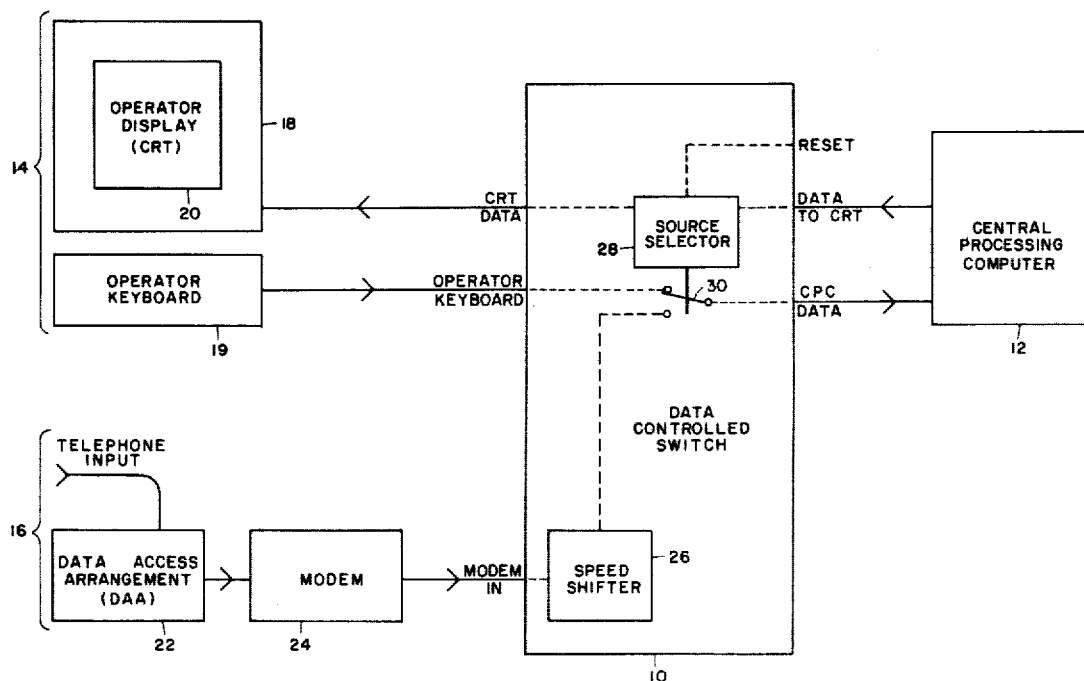 OPERATOR
DISPLAY
(CRT)
18
14
20
OPERATOR
KEYBOARD
19
CRT
DATA
OPERATOR
KEYBOARD
RESET
DATA
TO CRT
SOURCE
SELECTOR
28
30
CPC
DATA
CENTRAL
PROCESSING
COMPUTER
12
DATA
CONTROLLED
SWITCH
TELEPHONE
INPUT
16
DATA ACCESS
ARRANGEMENT
(DAA)
22
MODEM
24
MODEM
IN
SPEED
SHIFTER
26
10